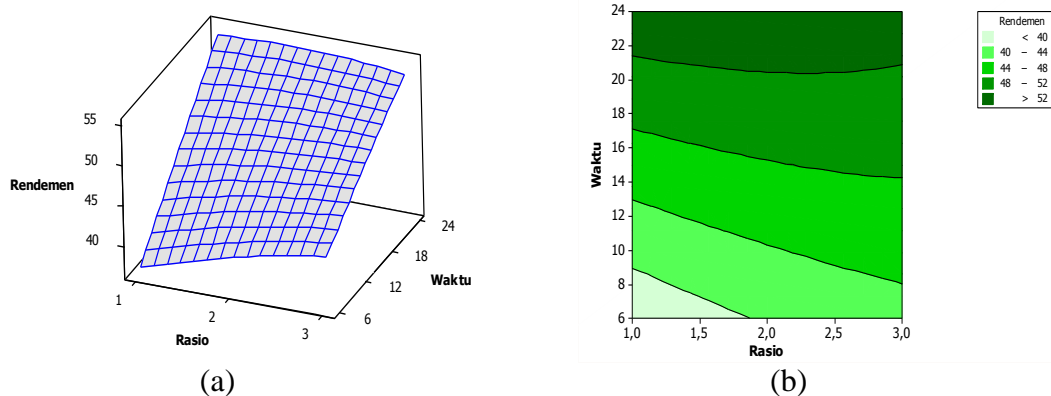 55
50
Rendemen
45
40
1
2
3
Rasio
6
12
18
24
Waktu
(a)
24
22
20
18
16
14
12
10
8
6
Waktu
1,0
1,5
2,0
2,5
3,0
Rasio
Rendemen
< 40
40 – 44
44 – 48
48 – 52
> 52
(b)